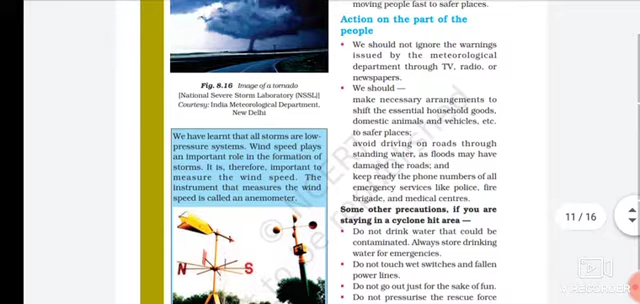 Fig. 8.16 Image of a tornado
[National Severe Storm Laboratory (NSSL)]
Courtesy: India Meteorological Department,
New Delhi
We have learnt that all storms are low-
pressure systems. Wind speed plays
an important role in the formation of
storms. It is, therefore, important to
measure the wind speed. The
instrument that measures the wind
speed is called an anemometer.
N
S
moving people fast to safer places.
Action on the part of the
people
• We should not ignore the warnings
issued by the meteorological
department through TV, radio, or
newspapers.
• We should —
make necessary arrangements to
shift the essential household goods,
domestic animals and vehicles, etc.
to safer places;
avoid driving on roads through
standing water, as floods may have
damaged the roads; and
keep ready the phone numbers of all
emergency services like police, fire
brigade, and medical centres.
Some other precautions, if you are
staying in a cyclone hit area —
• Do not drink water that could be
contaminated. Always store drinking
water for emergencies.
• Do not touch wet switches and fallen
power lines.
• Do not go out just for the sake of fun.
• Do not pressurise the rescue force
11 / 16
RECORDER